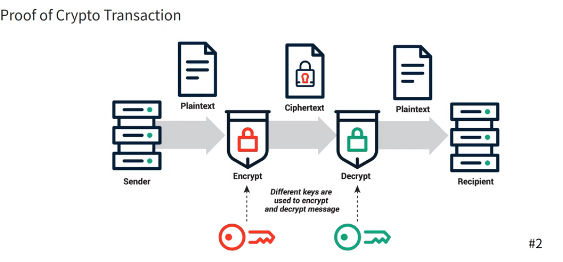 Proof of Crypto Transaction
Plaintext
Ciphertext
Plaintext
Sender
Encrypt
Decrypt
Recipient
Different keys are
used to encrypt
and decrypt message
#2